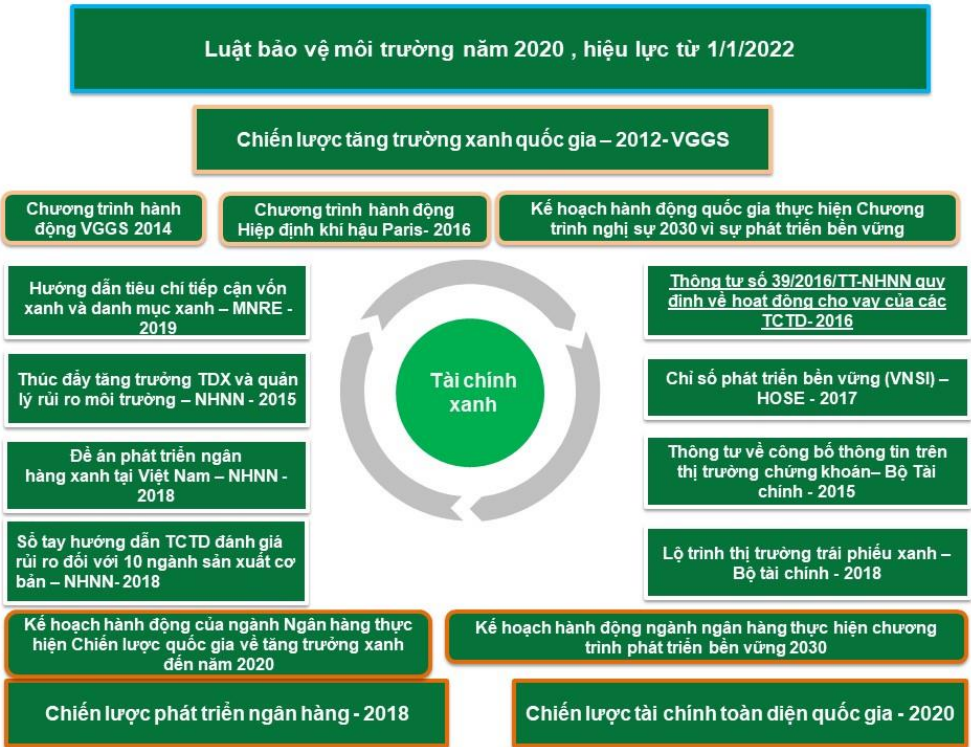 Luật bảo vệ môi trường năm 2020 , hiệu lực từ 1/1/2022
Chiến lược tăng trường xanh quốc gia – 2012- VGGS
Chương trình hành
động VGGS 2014
Chương trình hành động
Hiệp định khí hậu Paris- 2016
Kế hoạch hành động quốc gia thực hiện Chương
trình nghị sự 2030 vì sự phát triển bền vững
Hướng dẫn tiêu chí tiếp cận vốn
xanh và danh mục xanh – MNRE -
2019
Thúc đẩy tăng trưởng TDX và quản
lý rủi ro môi trường – NHNN - 2015
Đề án phát triển ngân
hàng xanh tại Việt Nam – NHNN -
2018
Sổ tay hướng dẫn TCTD đánh giá
rủi ro đối với 10 ngành sản xuất cơ
bản – NHNN- 2018
Tài chính
xanh
Thông tư số 39/2016/TT-NHNN quy
định về hoạt động cho vay của các
TCTD- 2016
Chỉ số phát triển bền vững (VNSI) –
HOSE - 2017
Thông tư về công bố thông tin trên
thị trường chứng khoán– Bộ Tài
chính - 2015
Lộ trình thị trường trái phiếu xanh –
Bộ tài chính - 2018
Kế hoạch hành động của ngành Ngân hàng thực
hiện Chiến lược quốc gia về tăng trưởng xanh
đến năm 2020
Kế hoạch hành động ngành ngân hàng thực hiện chương
trình phát triển bền vững 2030
Chiến lược phát triển ngân hàng - 2018
Chiến lược tài chính toàn diện quốc gia - 2020